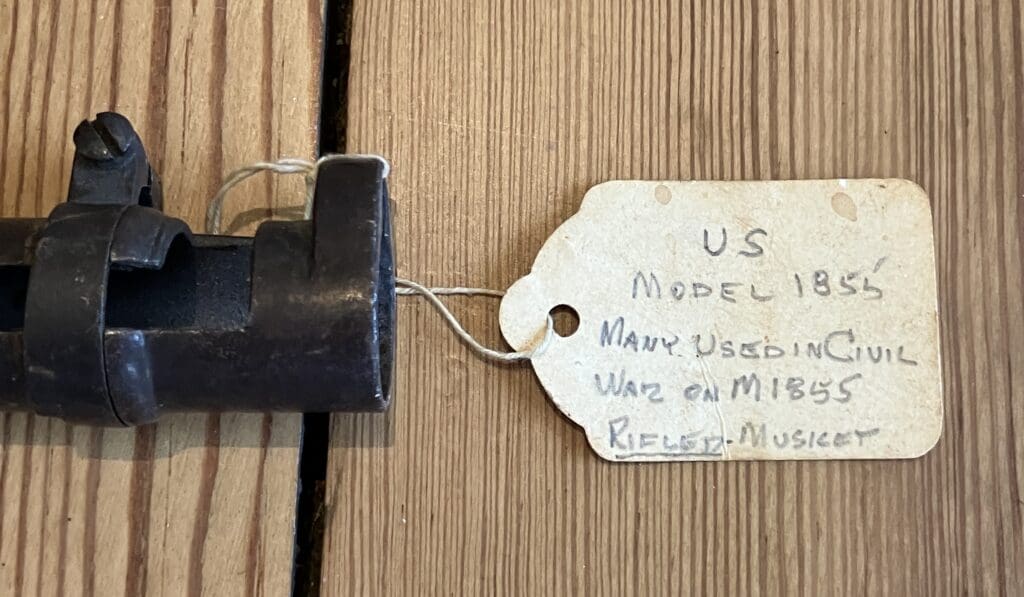 US
MODEL 1855
MANY USED IN CIVIL
WAR ON M1855
RIFLED-MUSKET